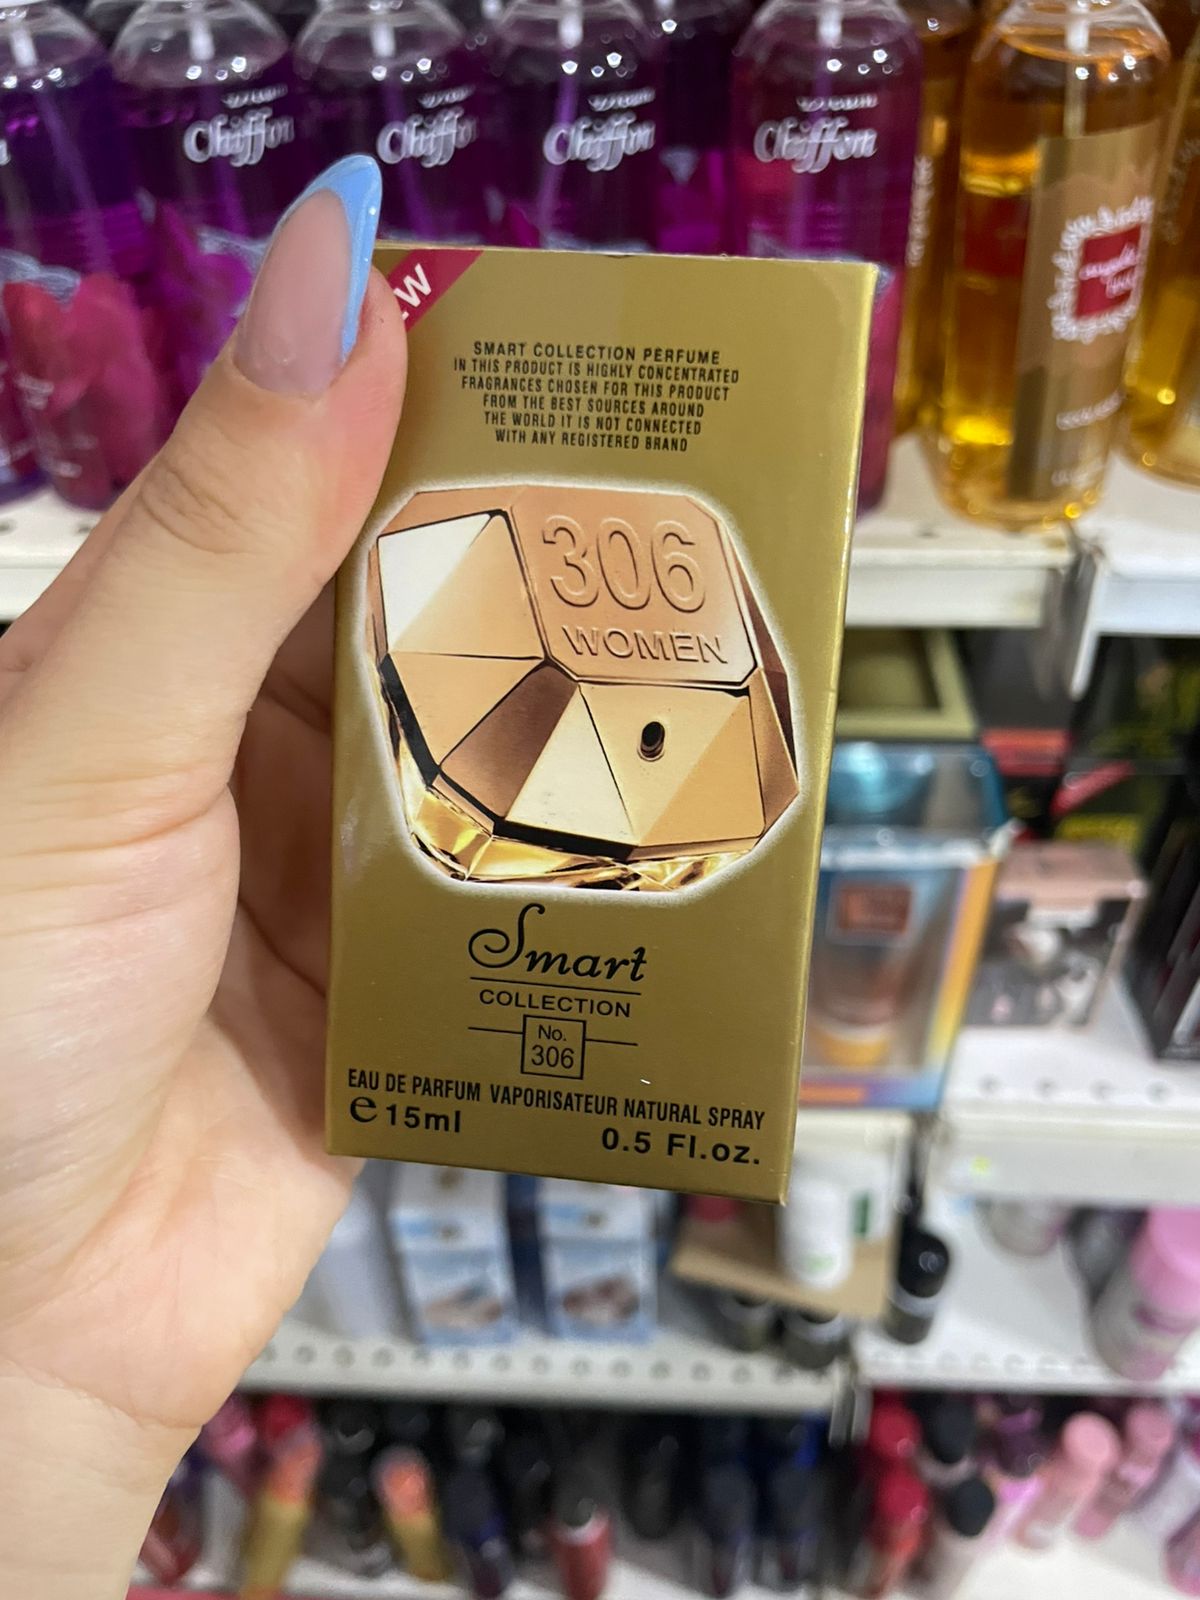 Chiffon
Chiffon
Chiffon
Chiffon
EW
SMART COLLECTION PERFUME
IN THIS PRODUCT IS HIGHLY CONCENTRATED
FRAGRANCES CHOSEN FOR THIS PRODUCT
FROM THE BEST SOURCES AROUND
THE WORLD IT IS NOT CONNECTED
WITH ANY REGISTERED BRAND
306
WOMEN
Smart
COLLECTION
No.
306
EAU DE PARFUM VAPORISATEUR NATURAL SPRAY
e 15ml
0.5 Fl.oz.